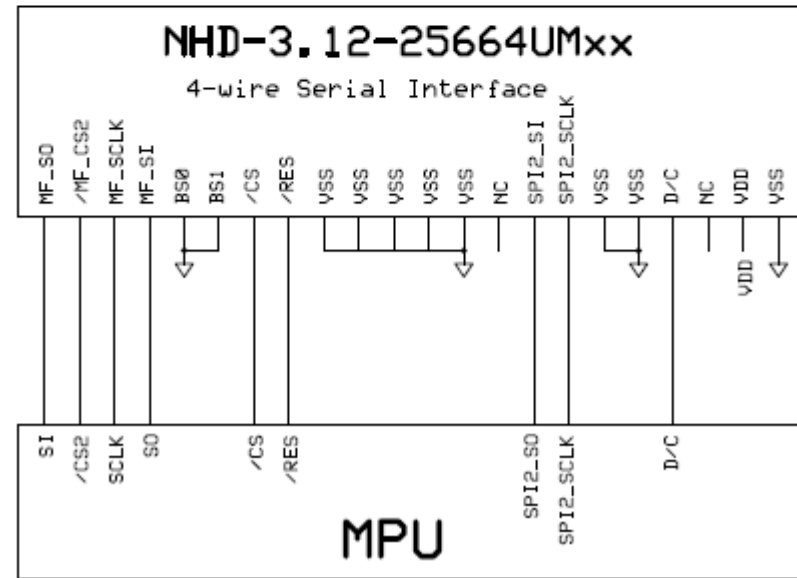 NHD-3.12-25664UMxx
4-wire Serial Interface
MF_SO
/MF_CS2
MF_SCLK
MF_SI
BS0
BS1
/CS
/RES
VSS
VSS
VSS
VSS
VSS
NC
SPI2_SI
SPI2_SCLK
VSS
VSS
D/C
NC
VDD
VSS
VDD
SI
/CS2
SCLK
SO
/CS
/RES
SPI2_SO
SPI2_SCLK
D/C
MPU